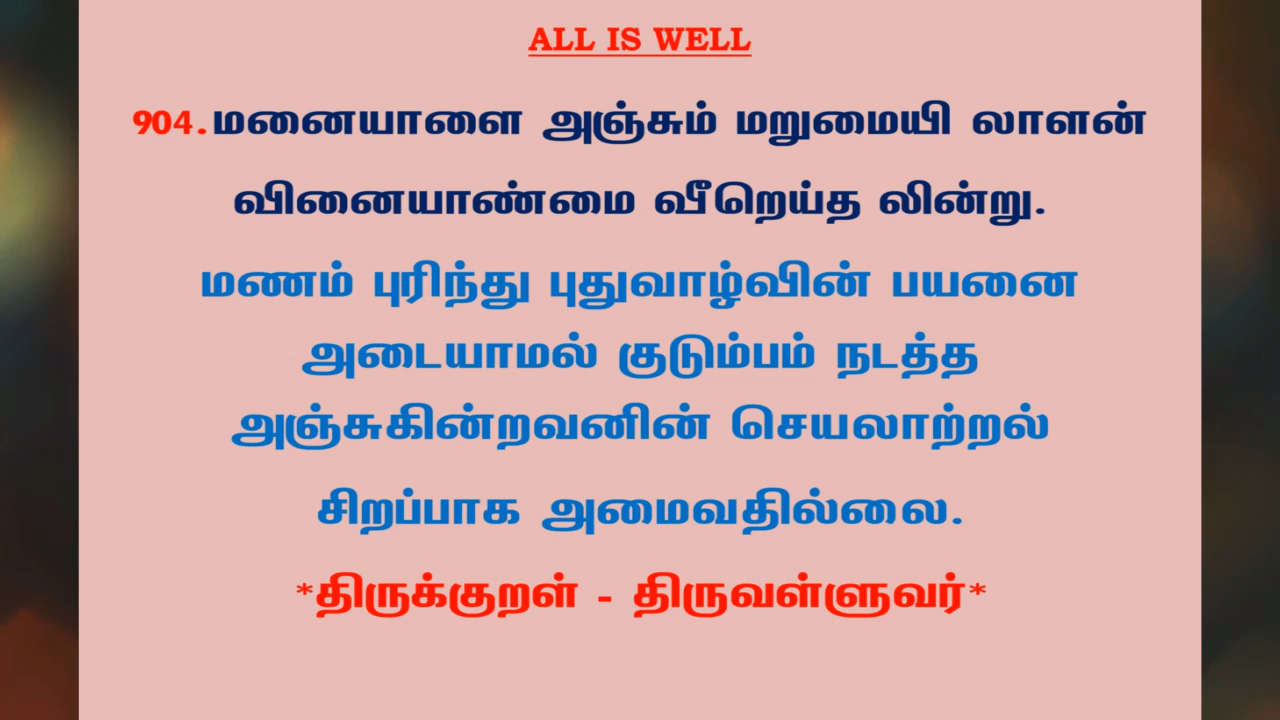 ALL IS WELL
904.மனையாளை அஞ்சும் மறுமையி லாளன்
வினையாண்மை வீறெய்த லின்று.
மணம் புரிந்து புதுவாழ்வின் பயனை
அடையாமல் குடும்பம் நடத்த
அஞ்சுகின்றவனின் செயலாற்றல்
சிறப்பாக அமைவதில்லை.
*திருக்குறள் - திருவள்ளுவர்*